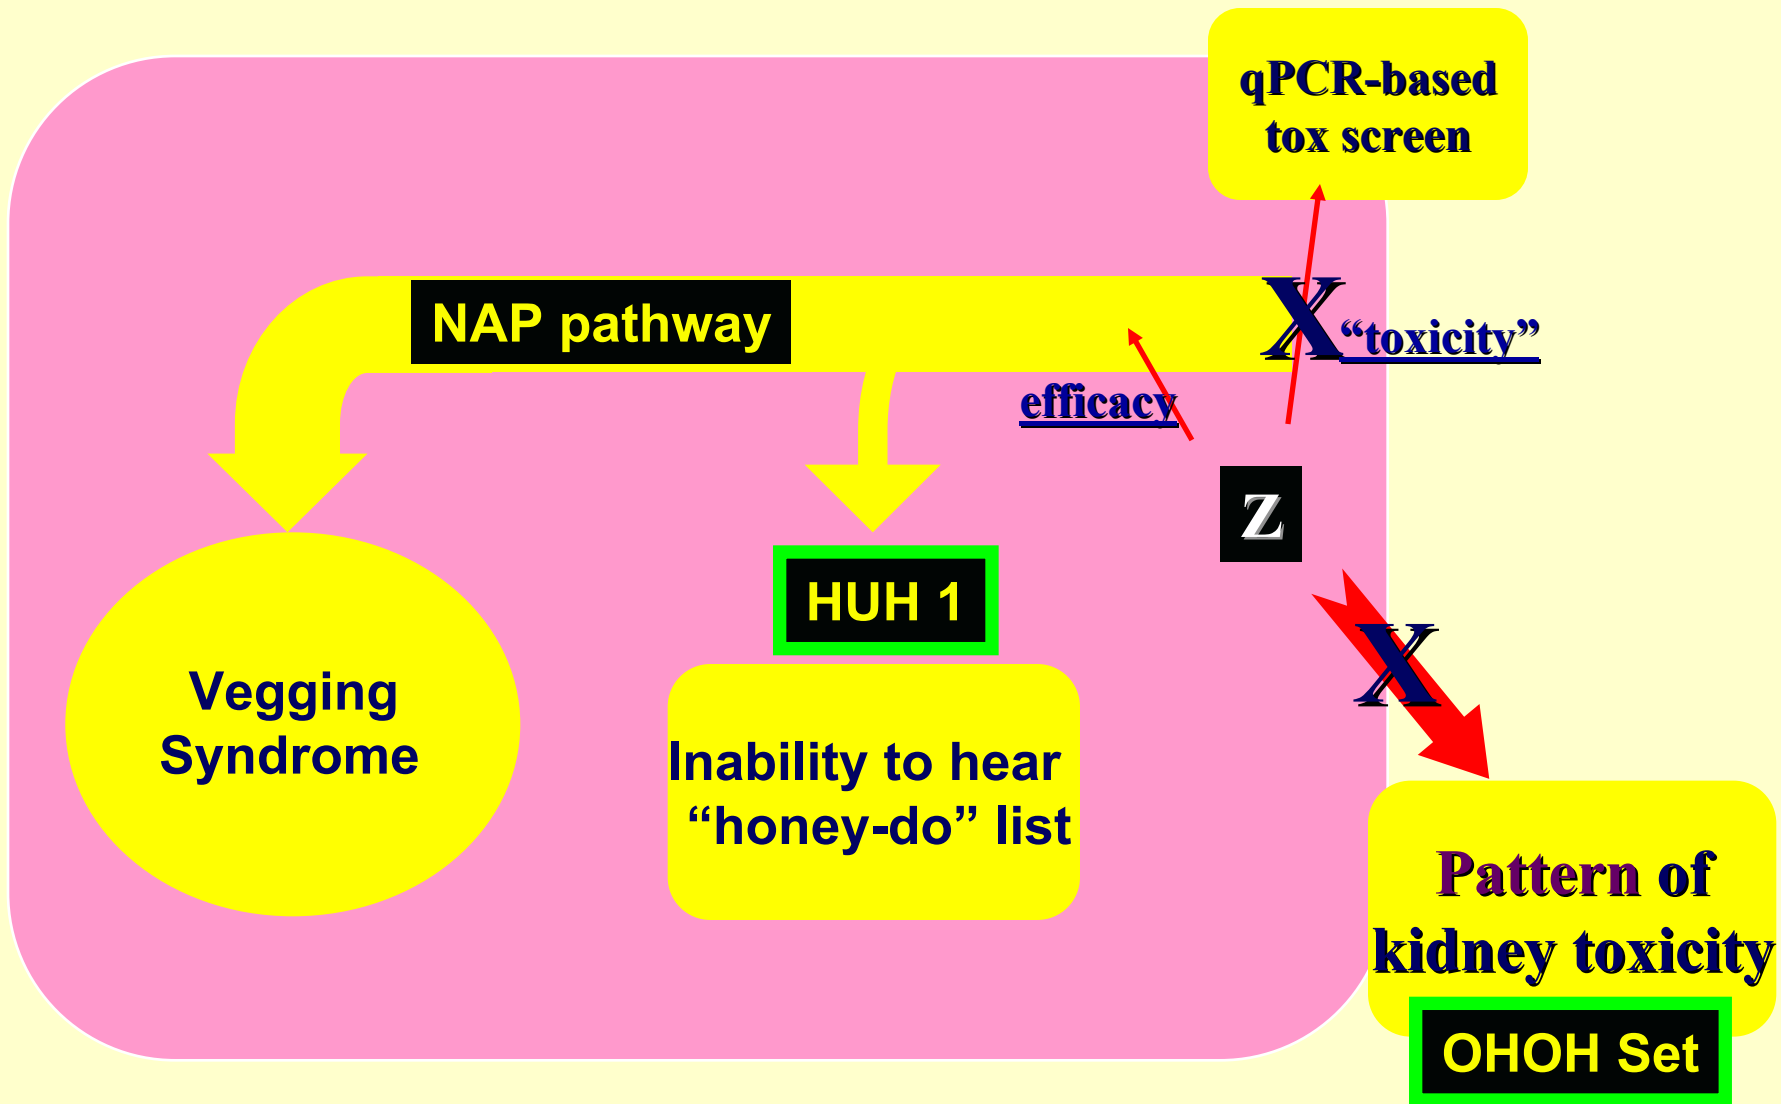 qPCR-based
tox screen
NAP pathway
X
“toxicity”
efficacy
Z
HUH 1
X
Vegging
Syndrome
Inability to hear
“honey-do” list
Pattern of
kidney toxicity
OHOH Set